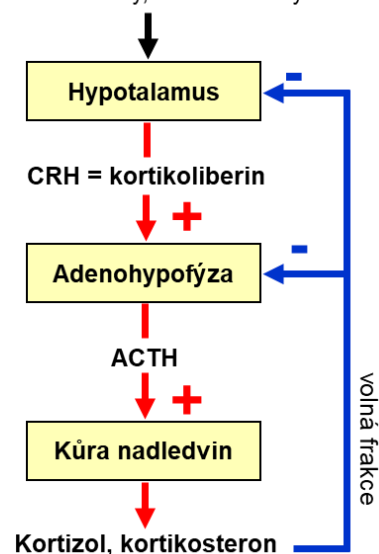 -
Hypotalamus
CRH = kortikoliberin
+
-
Adenohypofýza
ACTH
+
Kůra nadledvin
volná frakce
Kortizol, kortikosteron